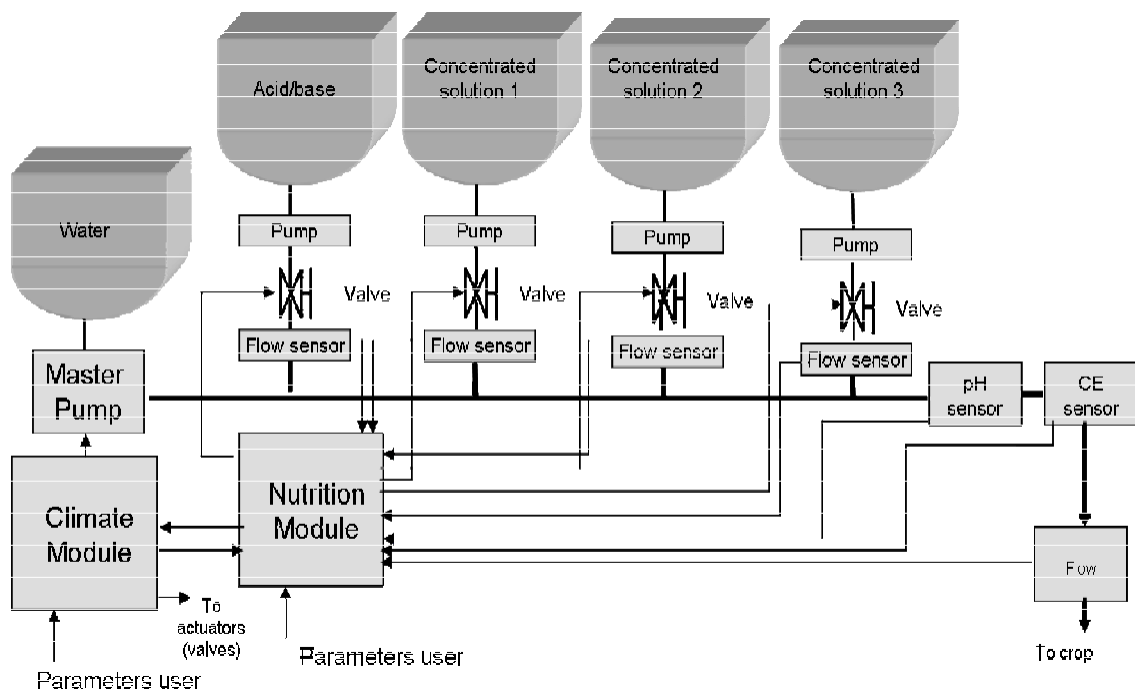 Acid/base
Concentrated
solution 1
Concentrated
solution 2
Concentrated
solution 3
Water
Pump
Pump
Pump
Pump
Valve
Valve
Valve
Valve
Flow sensor
Flow sensor
Flow sensor
Flow sensor
Master
Pump
pH
sensor
CE
sensor
Climate
Module
Nutrition
Module
Flow
To
actuators
(valves)
To crop
Parameters user
Parameters user